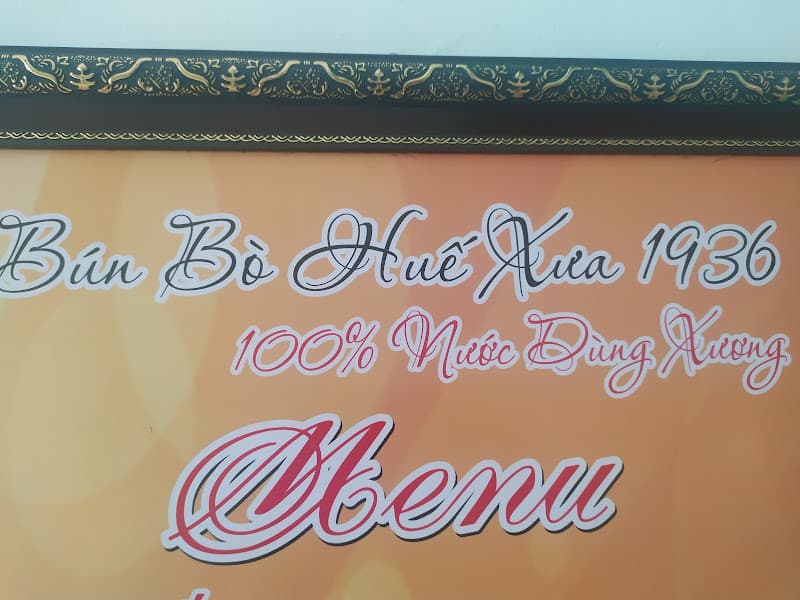 Bún Bò Huế Xưa 1936
100% Nước Dùng Xương
Menu